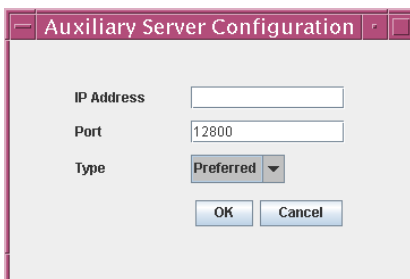 Auxiliary Server Configuration
IP Address
Port 12800
Type Preferred
OK Cancel